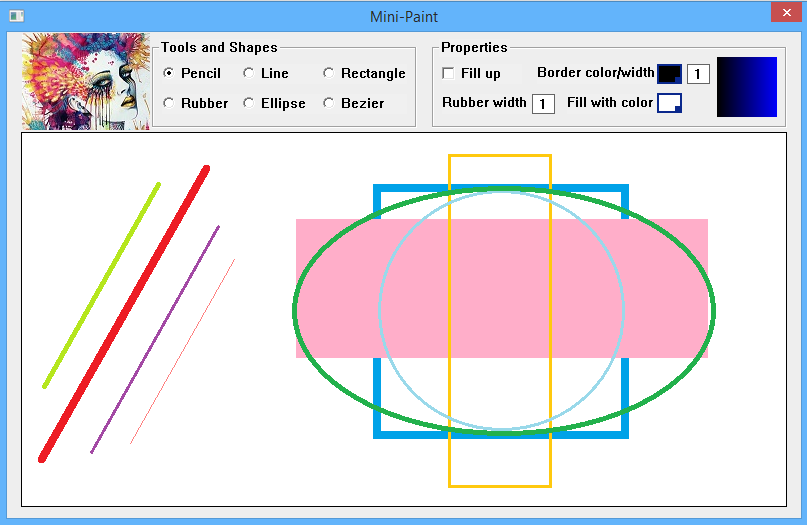 Mini-Paint
Tools and Shapes
Pencil Line Rectangle
Rubber Ellipse Bezier
Properties
Fill up Border color/width 1
Rubber width 1 Fill with color